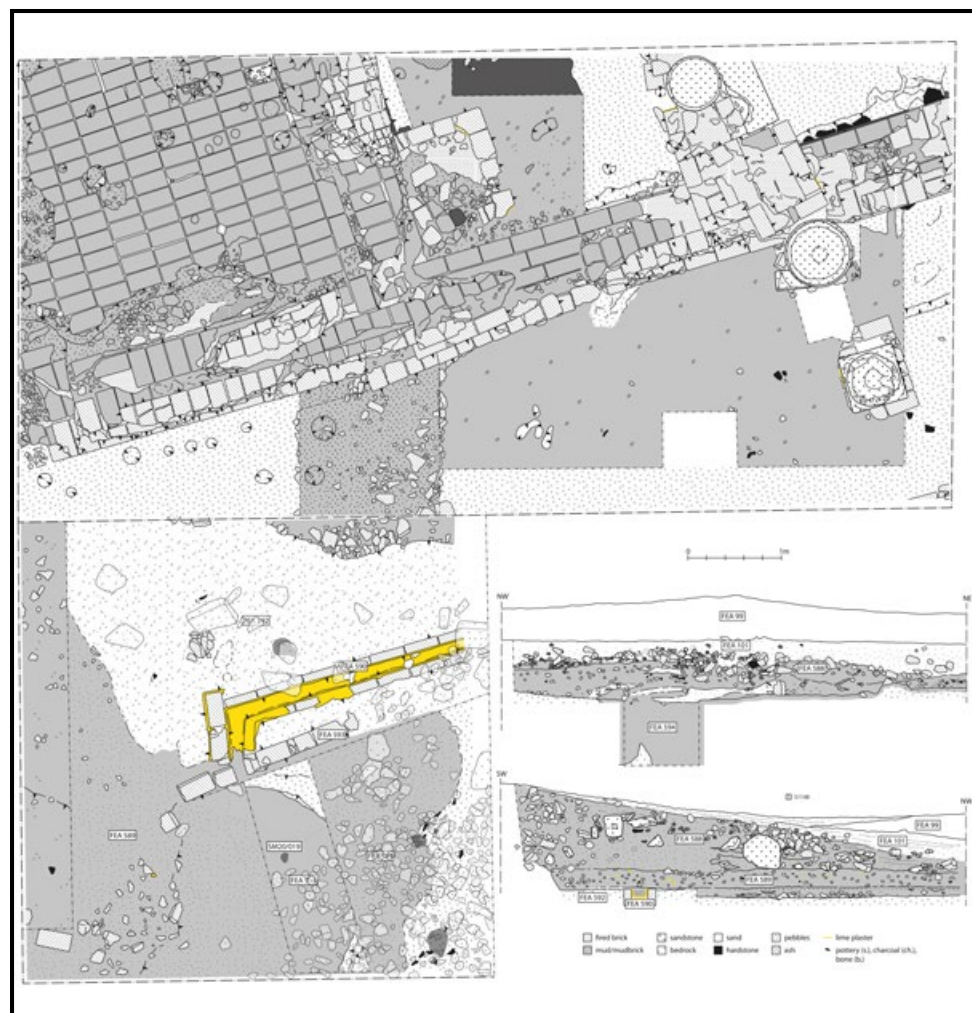 0 1m
NW NE
FEA 99
FEA 101
FEA 588
FEA 594
SW NW
FEA 99
FEA 588
FEA 101
FEA 589
FEA 592
FEA 590
FEA 593
FEA 589
SM20/019
fired brick sandstone sand pebbles lime plaster
mud/mudbrick bedrock hardstone ash pottery (s.), charcoal (ch.),
bone (b.)